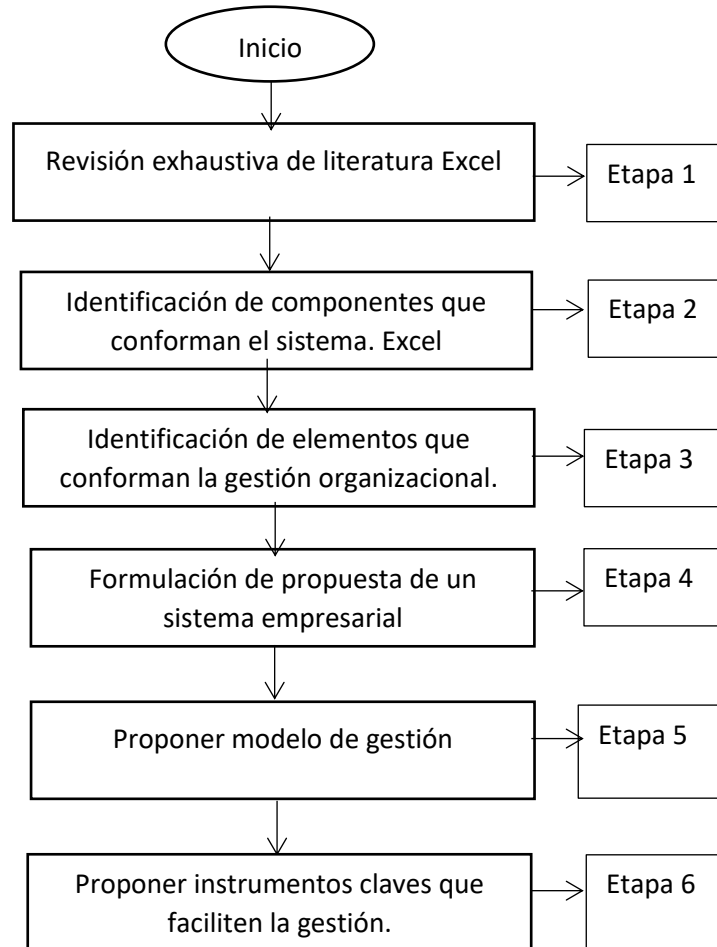 Inicio
Revisión exhaustiva de literatura Excel
Etapa 1
Identificación de componentes que
conforman el sistema. Excel
Etapa 2
Identificación de elementos que
conforman la gestión organizacional.
Etapa 3
Formulación de propuesta de un
sistema empresarial
Etapa 4
Proponer modelo de gestión
Etapa 5
Proponer instrumentos claves que
faciliten la gestión.
Etapa 6